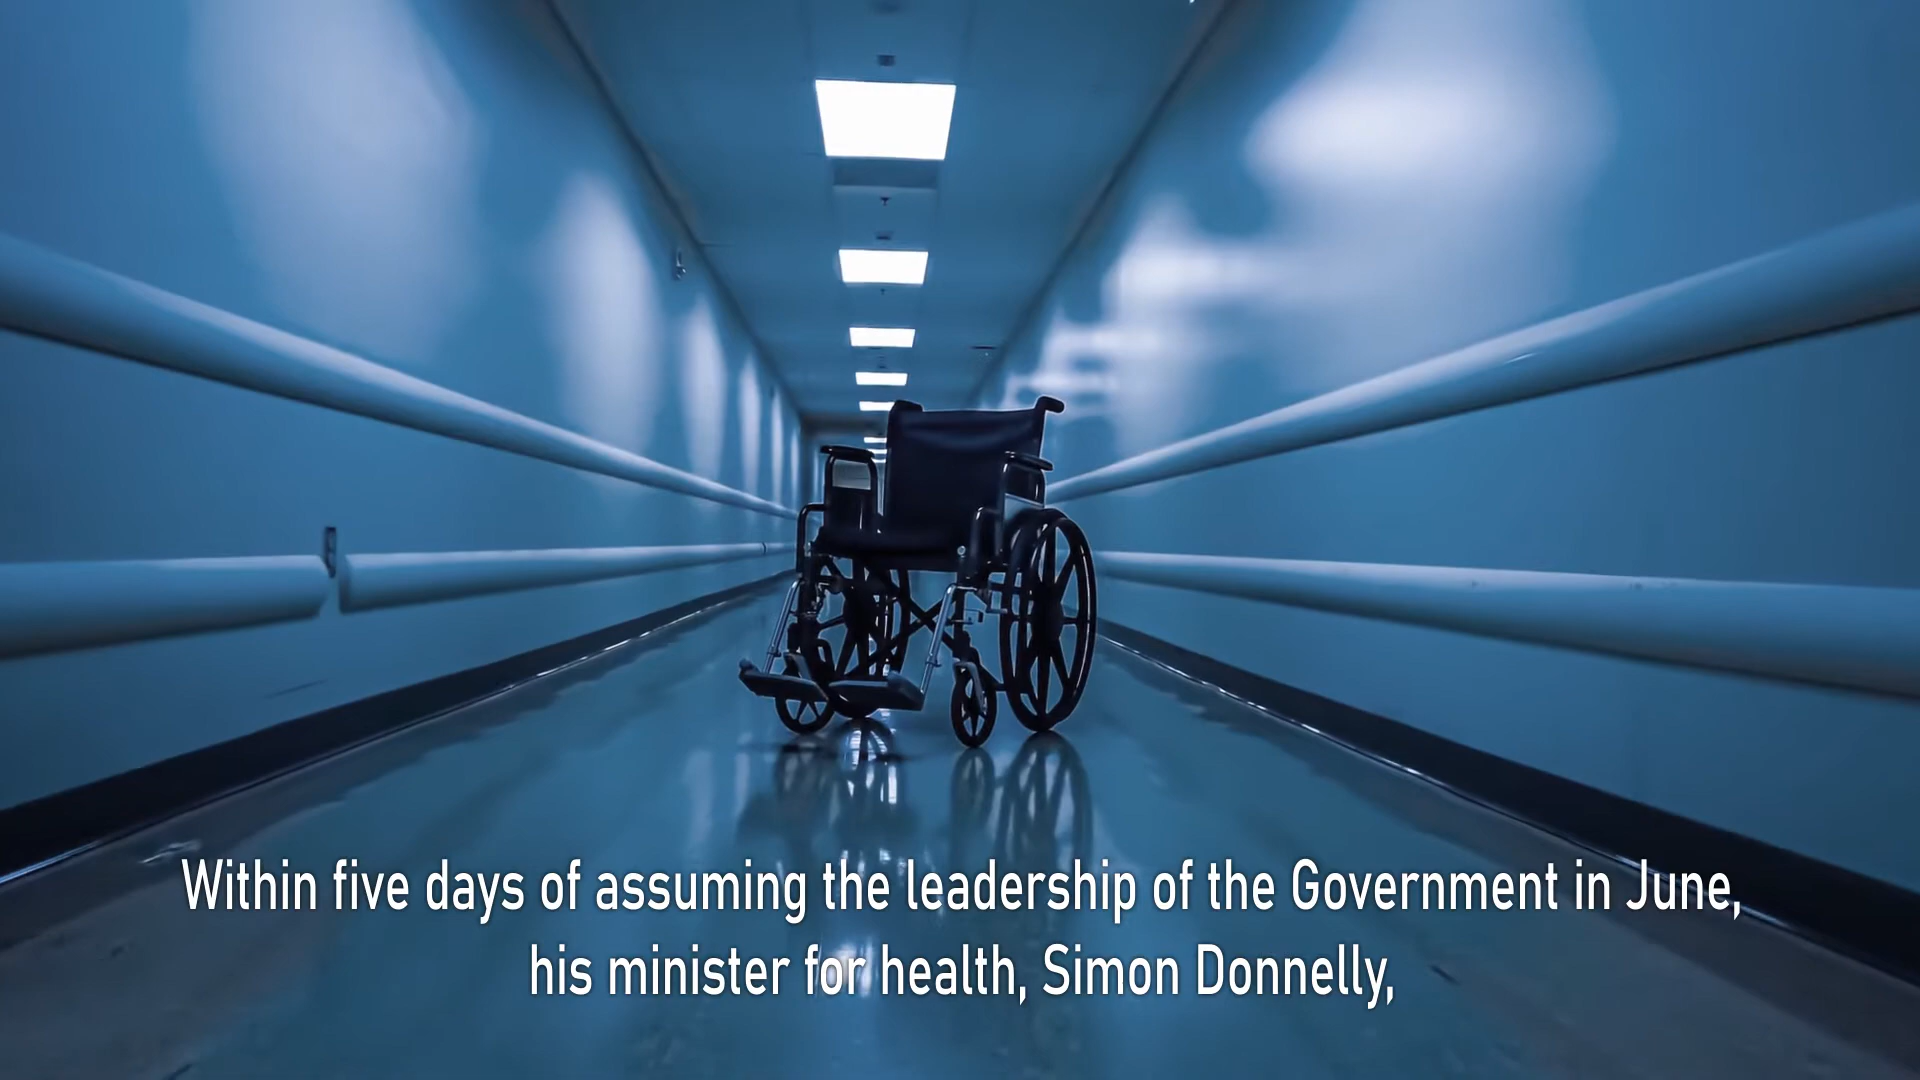 Within five days of assuming the leadership of the Government in June,
his minister for health, Simon Donnelly,